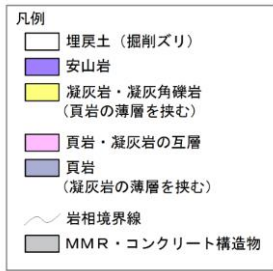 凡例
埋戻土（掘削ズリ）
安山岩
凝灰岩・凝灰角礫岩
（頁岩の薄層を挟む）
頁岩・凝灰岩の互層
頁岩
（凝灰岩の薄層を挟む）
岩相境界線
ＭＭＲ・コンクリート構造物